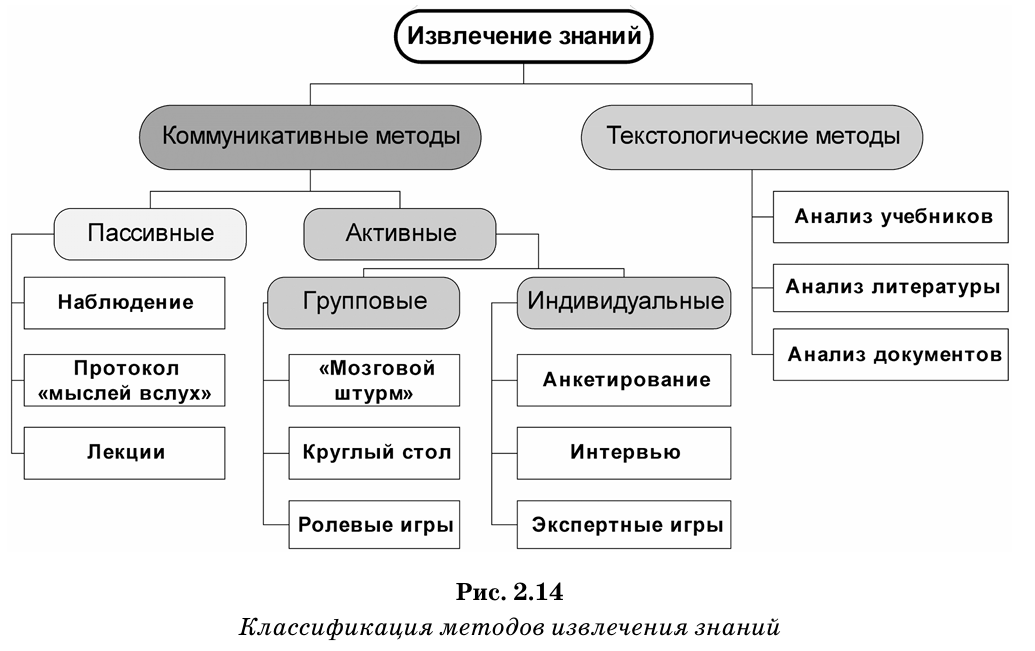 Извлечение знаний
Коммуникативные методы
Текстологические методы
Пассивные
Активные
Наблюдение
Протокол
«мыслей вслух»
Лекции
Групповые
«Мозговой
штурм»
Круглый стол
Ролевые игры
Индивидуальные
Анкетирование
Интервью
Экспертные игры
Анализ учебников
Анализ литературы
Анализ документов
Рис. 2.14
Классификация методов извлечения знаний